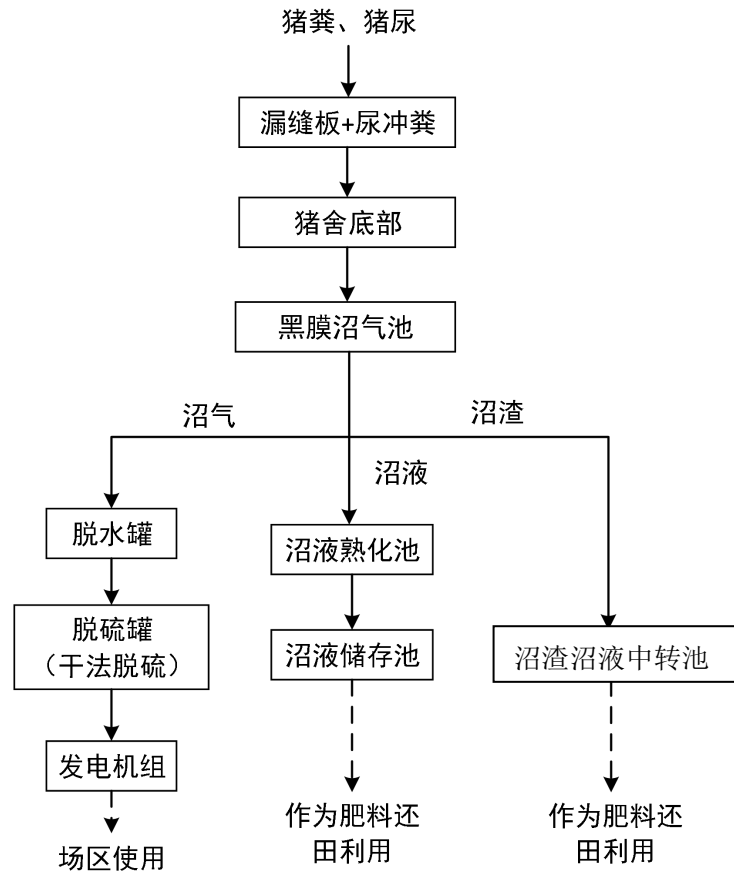 猪粪、猪尿
漏缝板+尿冲粪
猪舍底部
黑膜沼气池
沼气
沼渣
沼液
脱水罐
沼液熟化池
脱硫罐
（干法脱硫）
沼液储存池
沼渣沼液中转池
发电机组
场区使用
作为肥料还
田利用
作为肥料还
田利用